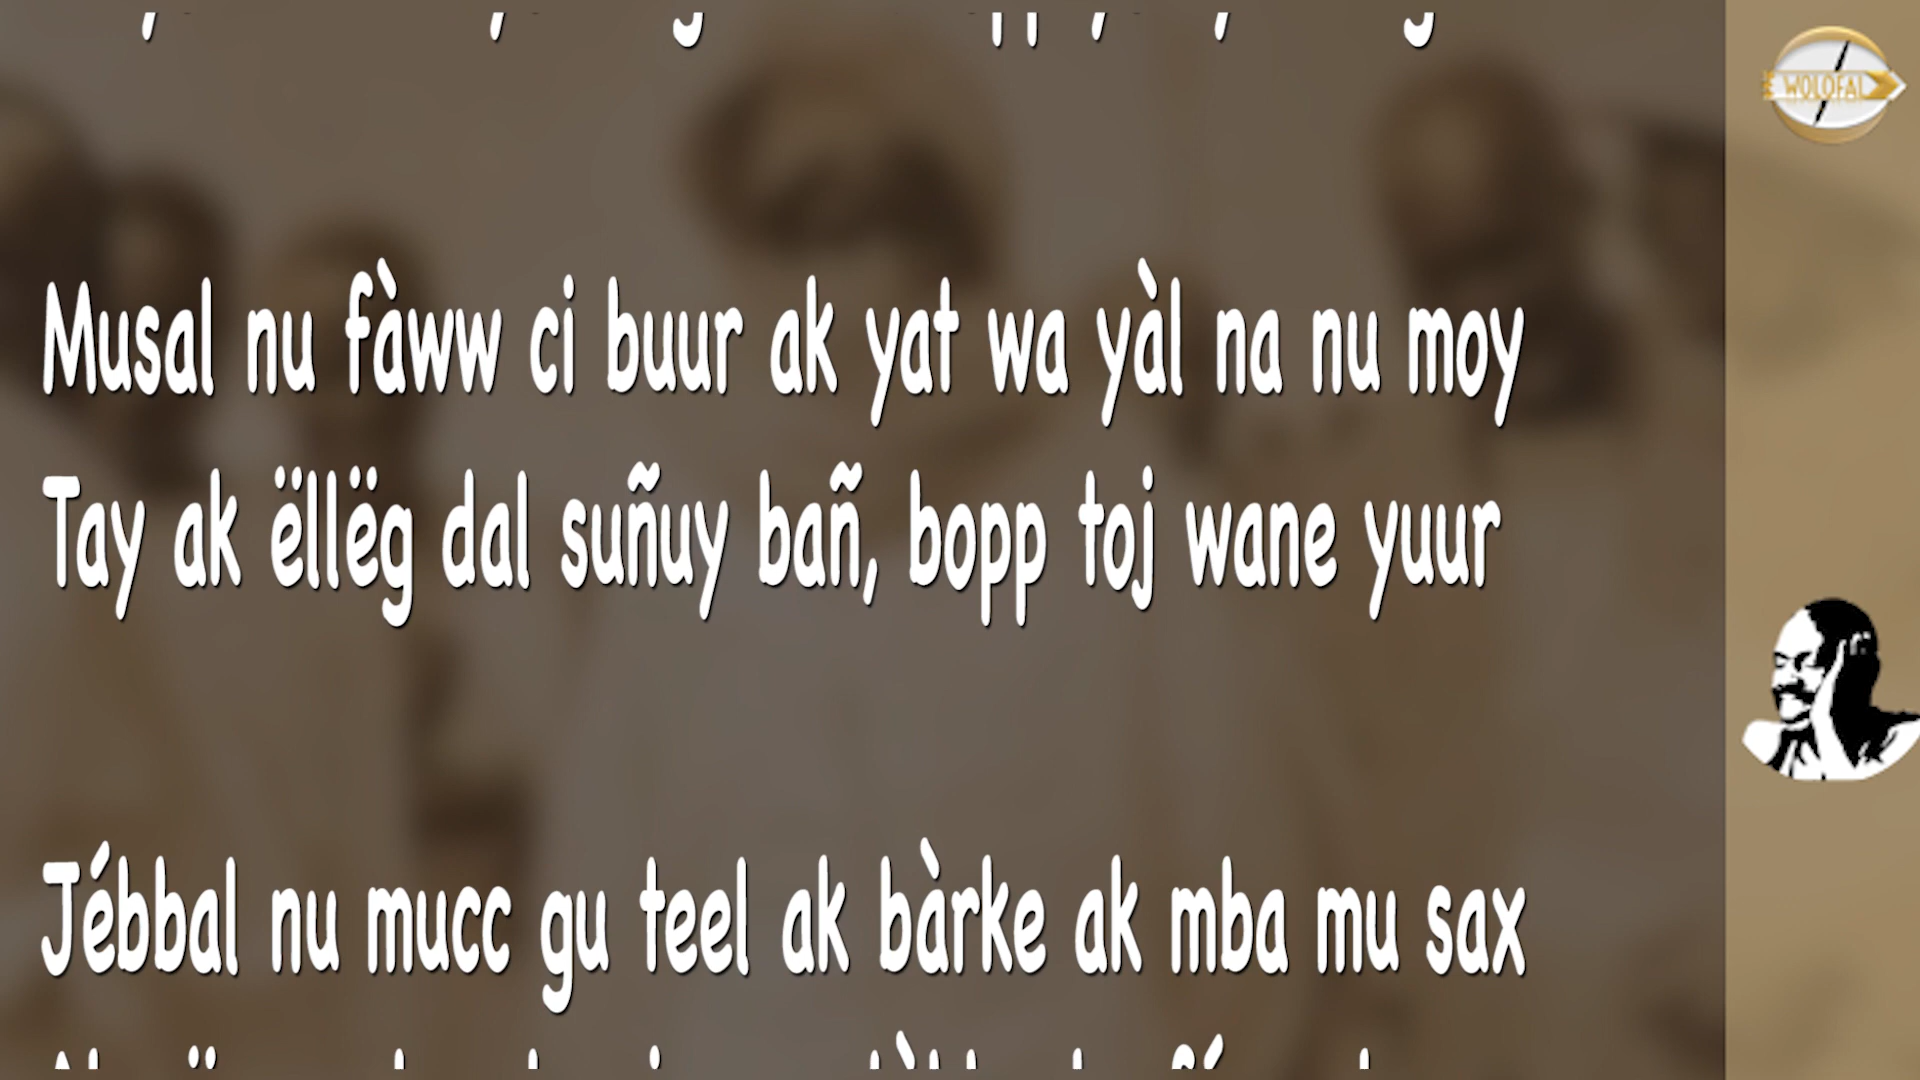 WOLOFAL
Musal nu fàww ci buur ak yat wa yàl na nu moy
Tay ak ëllëg dal suñuy bañ, bopp toj wane yuur
Jébbal nu mucc gu teel ak bàrke ak mba mu sax